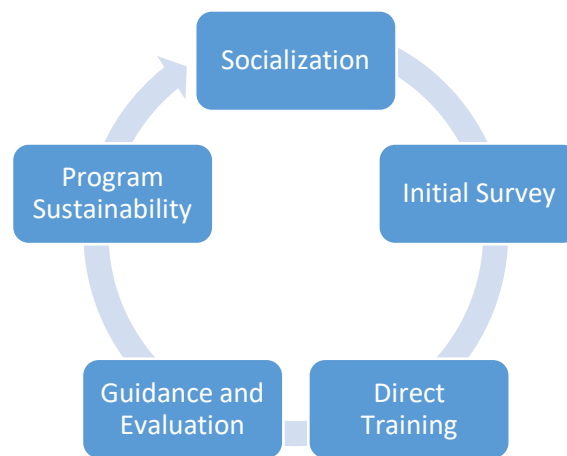 Socialization
Initial Survey
Direct
Training
Guidance and
Evaluation
Program
Sustainability